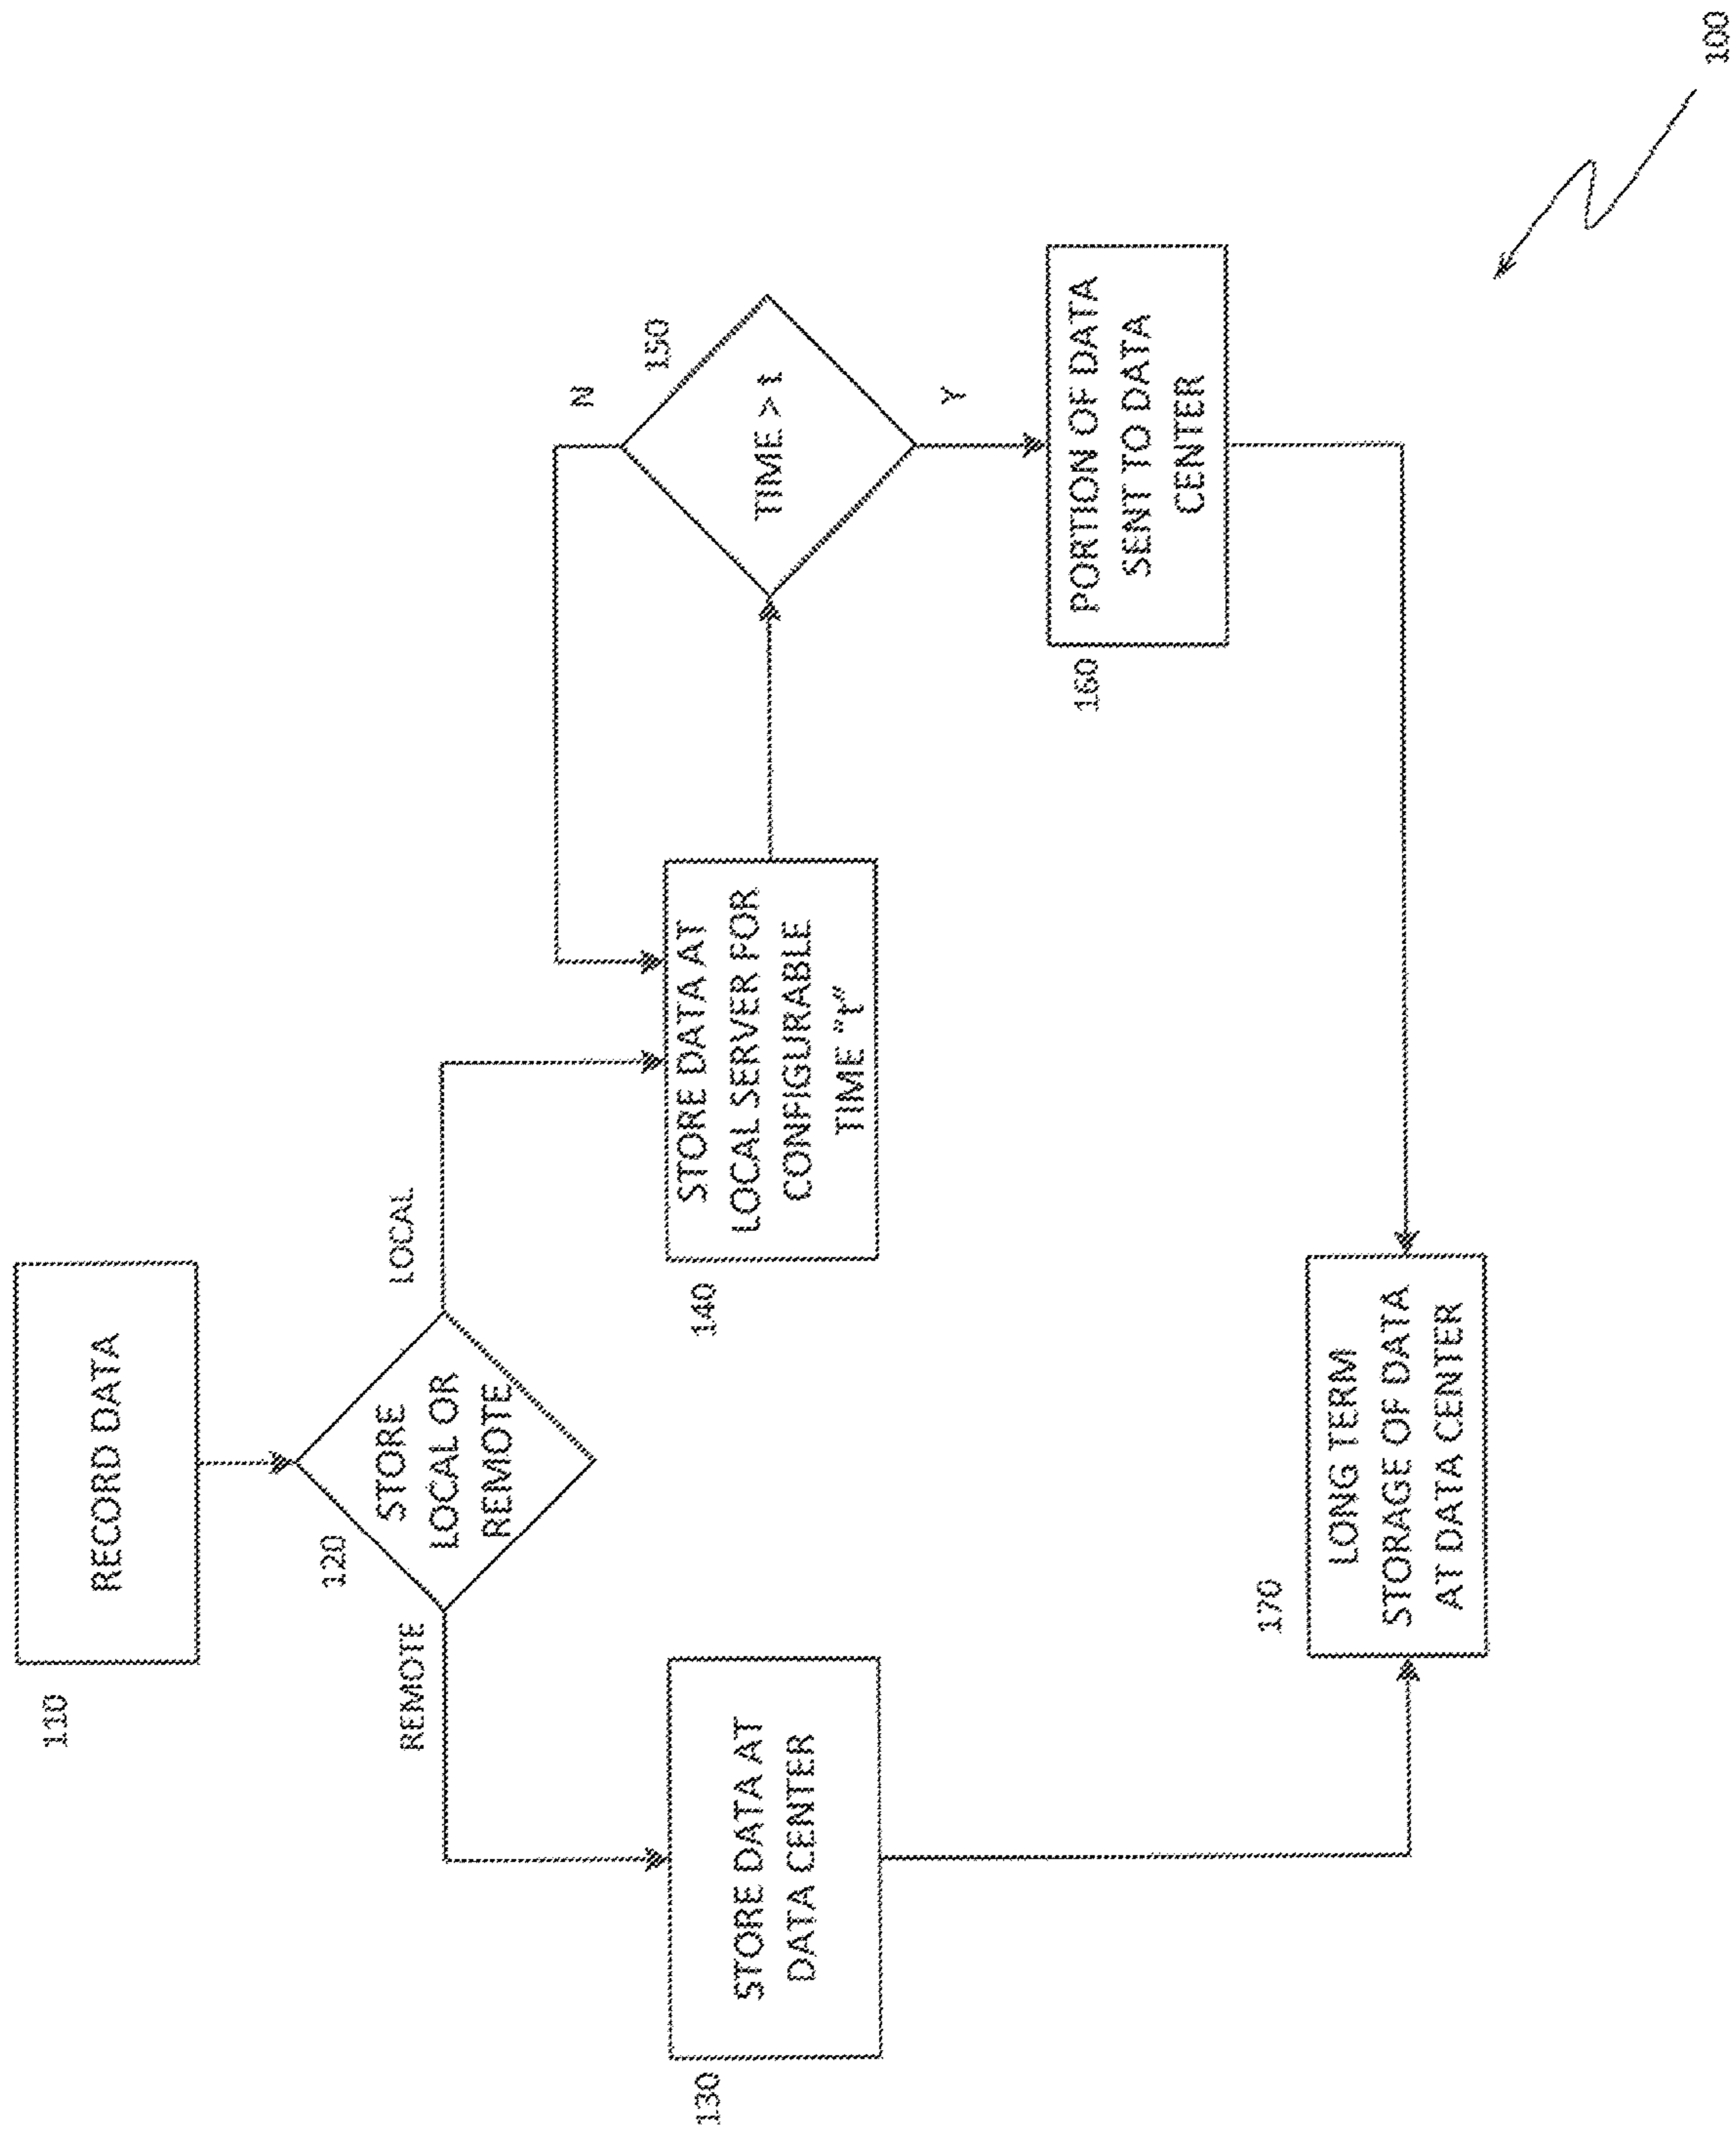 110
RECORD DATA
120
STORE
LOCAL OR
REMOTE
REMOTE
LOCAL
130
STORE DATA AT
DATA CENTER
140
STORE DATA AT
LOCAL SERVER FOR
CONFIGURABLE
TIME "t"
N
150
TIME > t
Y
160
PORTION OF DATA
SENT TO DATA
CENTER
170
LONG TERM
STORAGE OF DATA
AT DATA CENTER
100